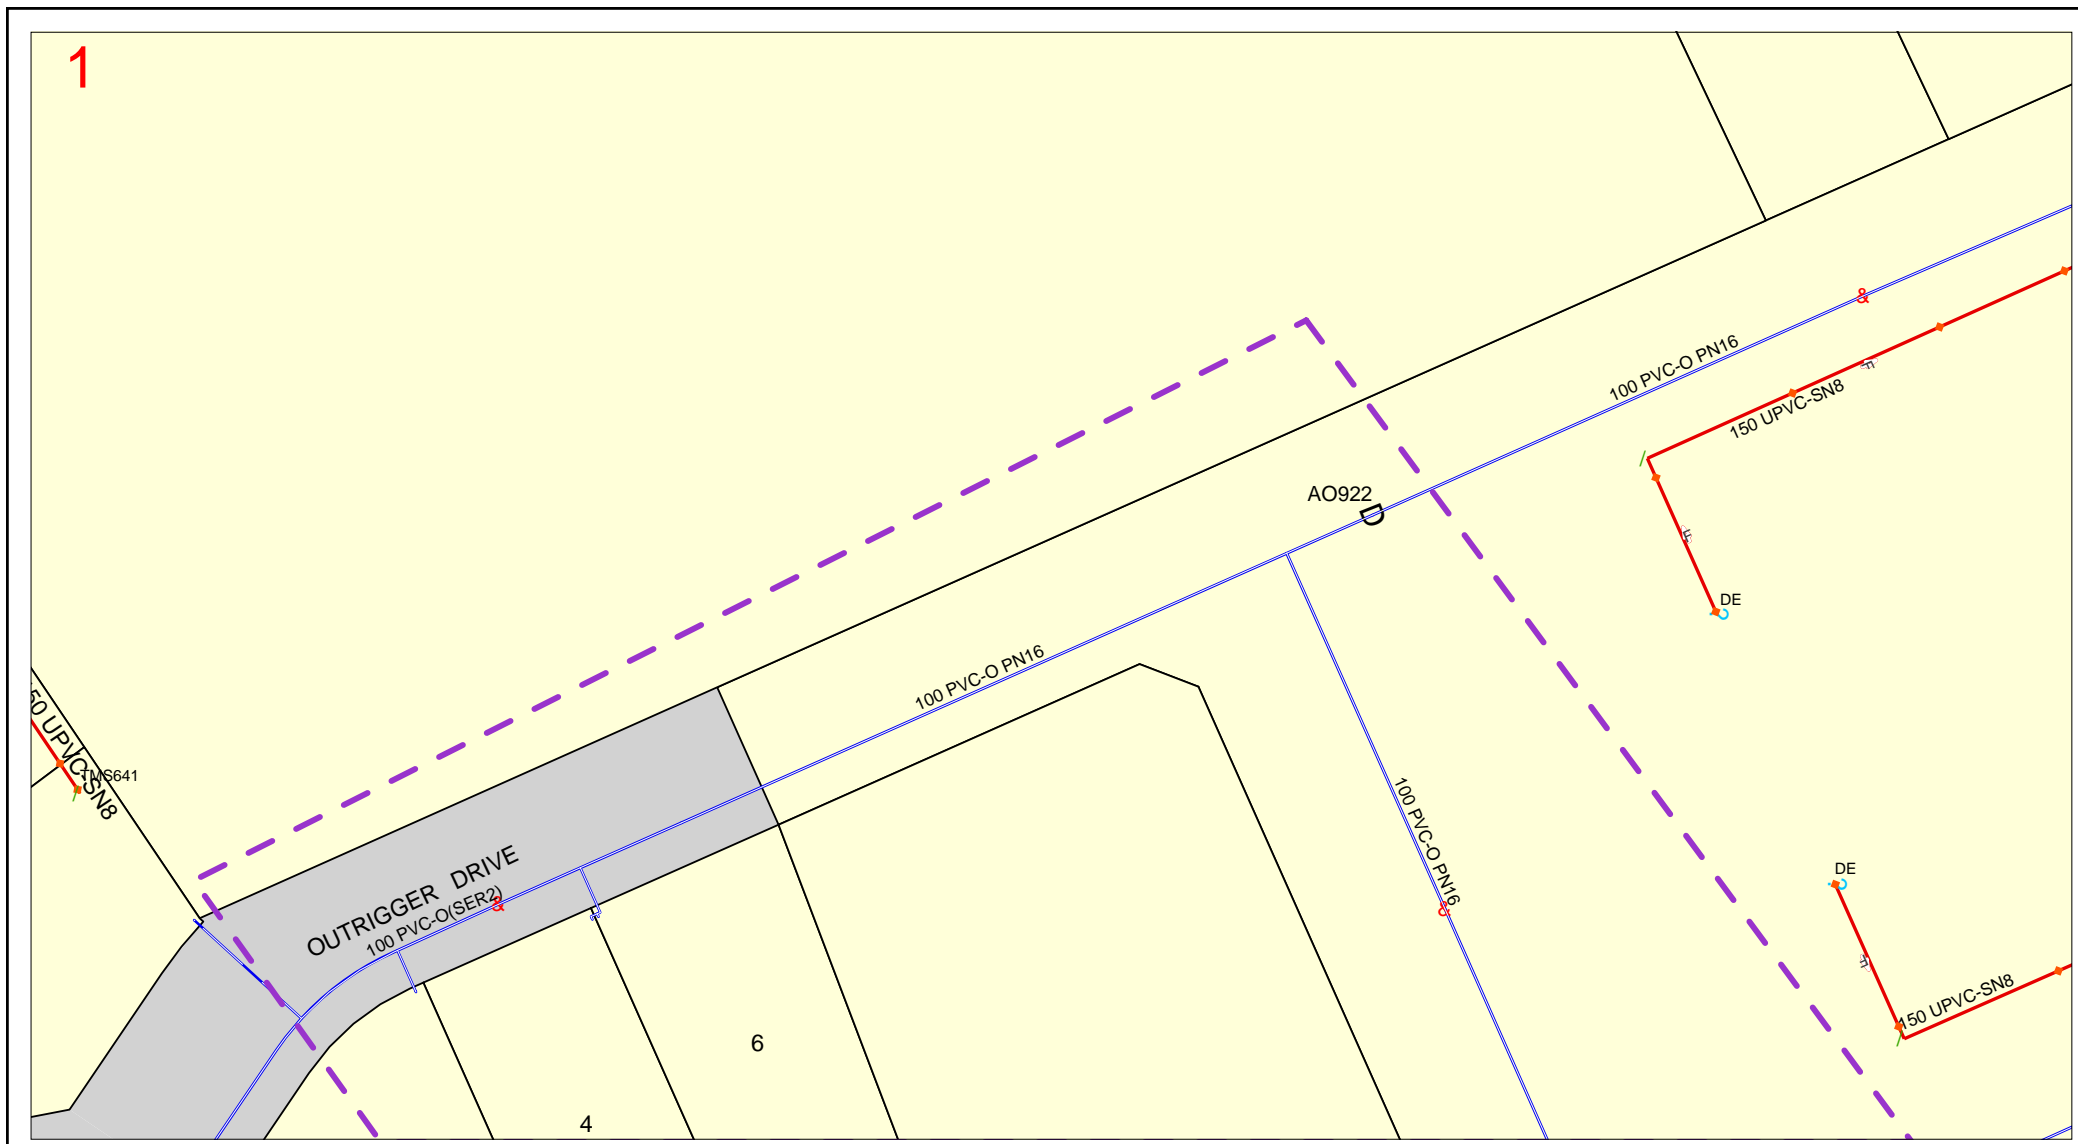 1
&
100 PVC-O PN16
150 UPVC-SN8
AO922
D
DE
100 PVC-O PN16
50 UPVC-SN8
TMS641
100 PVC-O PN16
&
OUTRIGGER DRIVE
100 PVC-O(SER2)
&
DE
150 UPVC-SN8
6
4